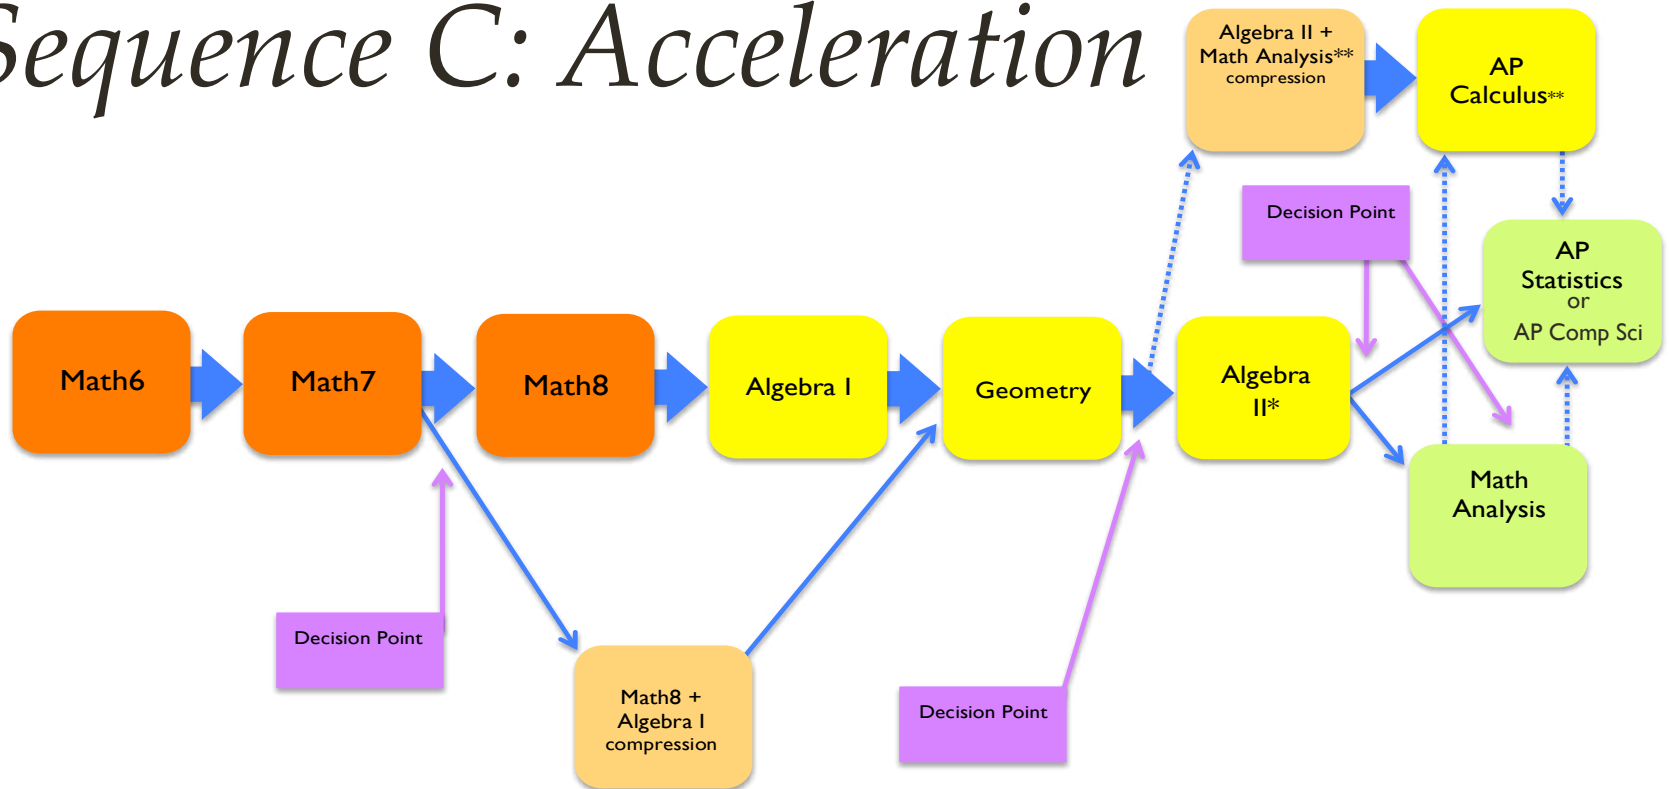 Sequence C: Acceleration
Algebra II +
Math Analysis**
compression
AP
Calculus**
Decision Point
AP
Statistics
or
AP Comp Sci
Math6
Math7
Math8
Algebra I
Geometry
Algebra
II*
Math
Analysis
Decision Point
Math8 +
Algebra I
compression
Decision Point